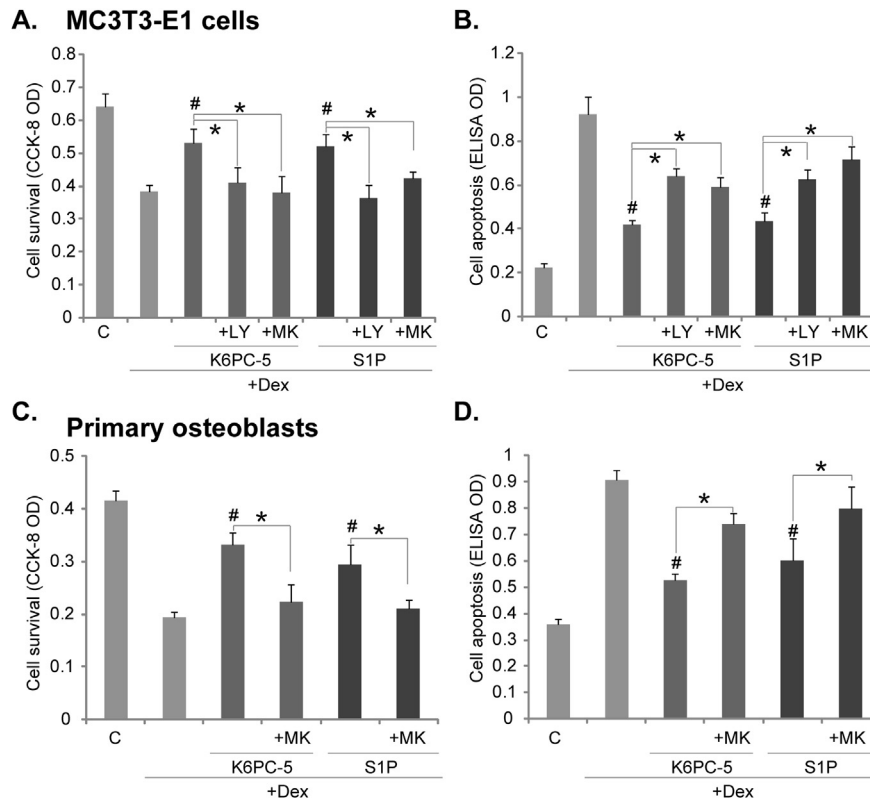 A. MC3T3-E1 cells
Cell survival (CCK-8 OD)
0.8
0.7
0.6
0.5
0.4
0.3
0.2
0.1
0
# * * # * *
C +LY +MK +LY +MK
K6PC-5 S1P
+Dex
B.
Cell apoptosis (ELISA OD)
1.2
1
0.8
0.6
0.4
0.2
0
# * * # * *
C +LY +MK +LY +MK
K6PC-5 S1P
+Dex
C. Primary osteoblasts
Cell survival (CCK-8 OD)
0.5
0.4
0.3
0.2
0.1
0
# * # *
C +MK +MK
K6PC-5 S1P
+Dex
D.
Cell apoptosis (ELISA OD)
1
0.9
0.8
0.7
0.6
0.5
0.4
0.3
0.2
0.1
0
# * # *
C +MK +MK
K6PC-5 S1P
+Dex